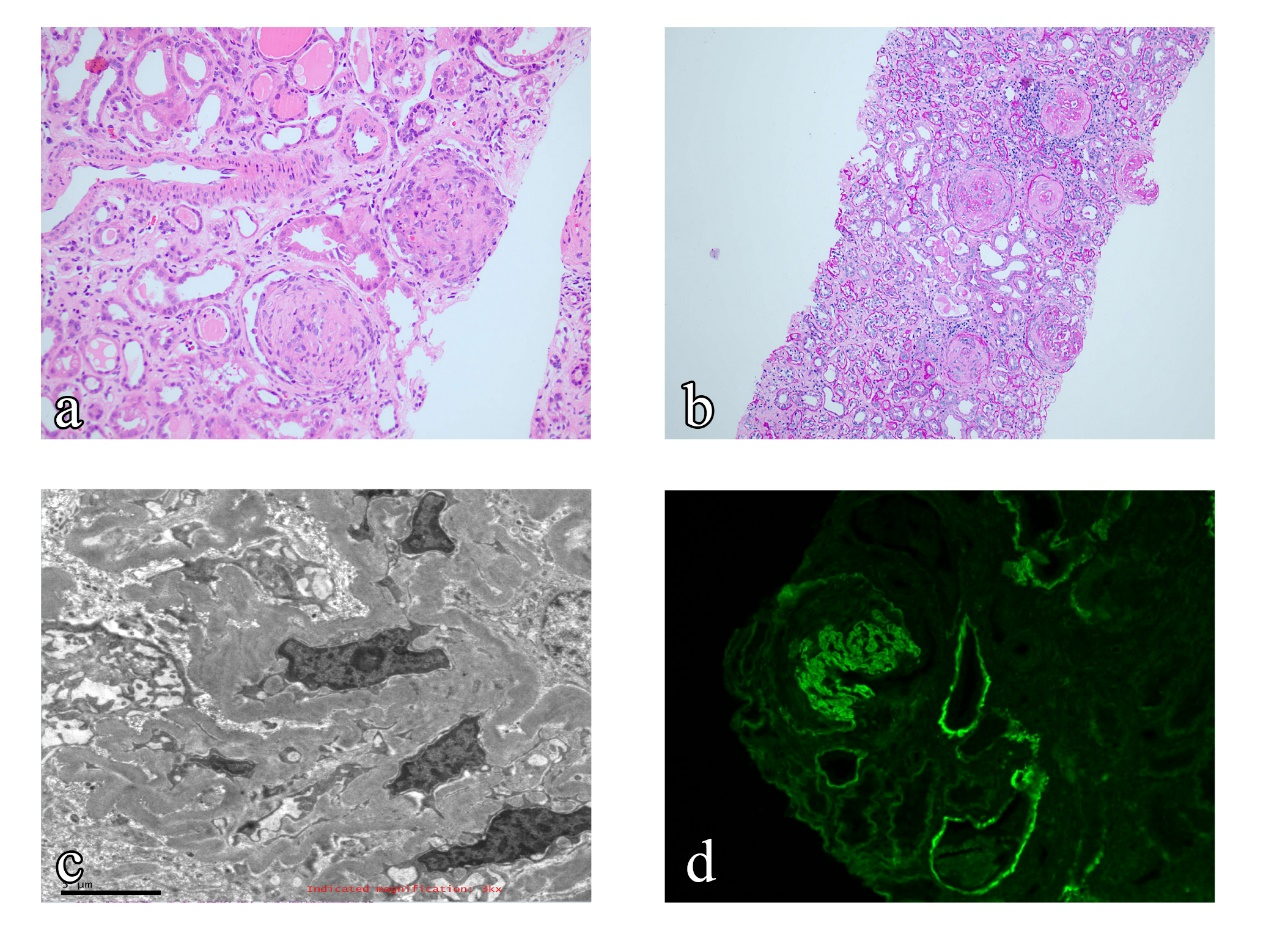 a
b
c
5 μm
Indicated magnification: 3kx
d